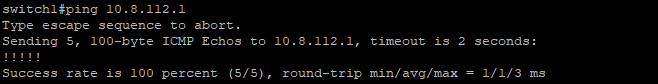 switch1#ping 10.8.112.1
Type escape sequence to abort.
Sending 5, 100-byte ICMP Echos to 10.8.112.1, timeout is 2 seconds:
!!!!!
Success rate is 100 percent (5/5), round-trip min/avg/max = 1/1/3 ms